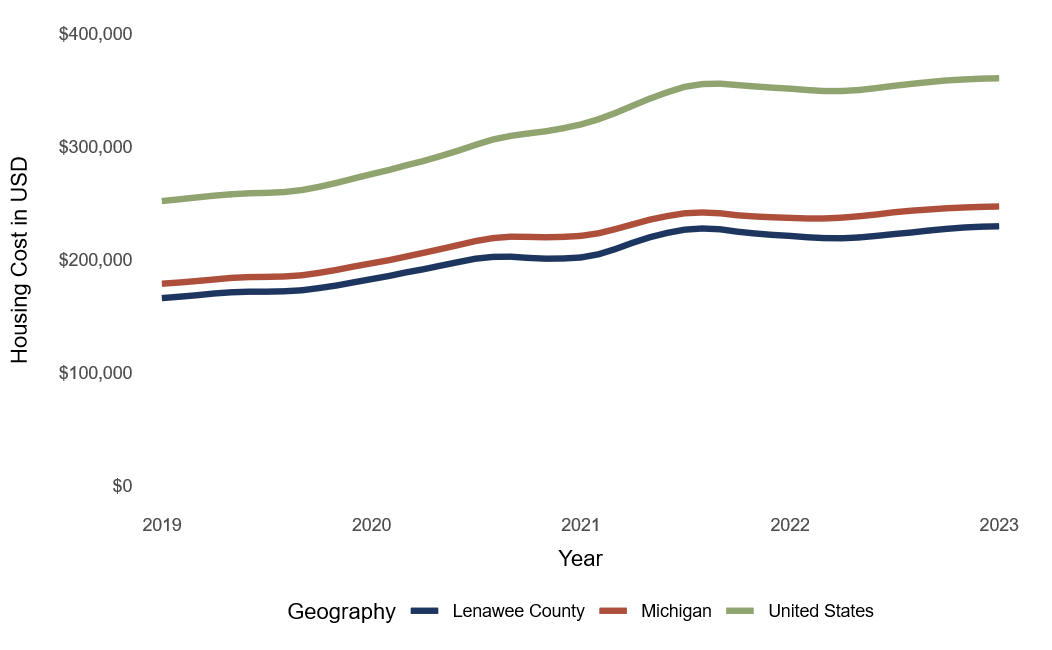 $400,000
$300,000
$200,000
$100,000
$0
Housing Cost in USD
2019 2020 2021 2022 2023
Year
Geography Lenawee County Michigan United States